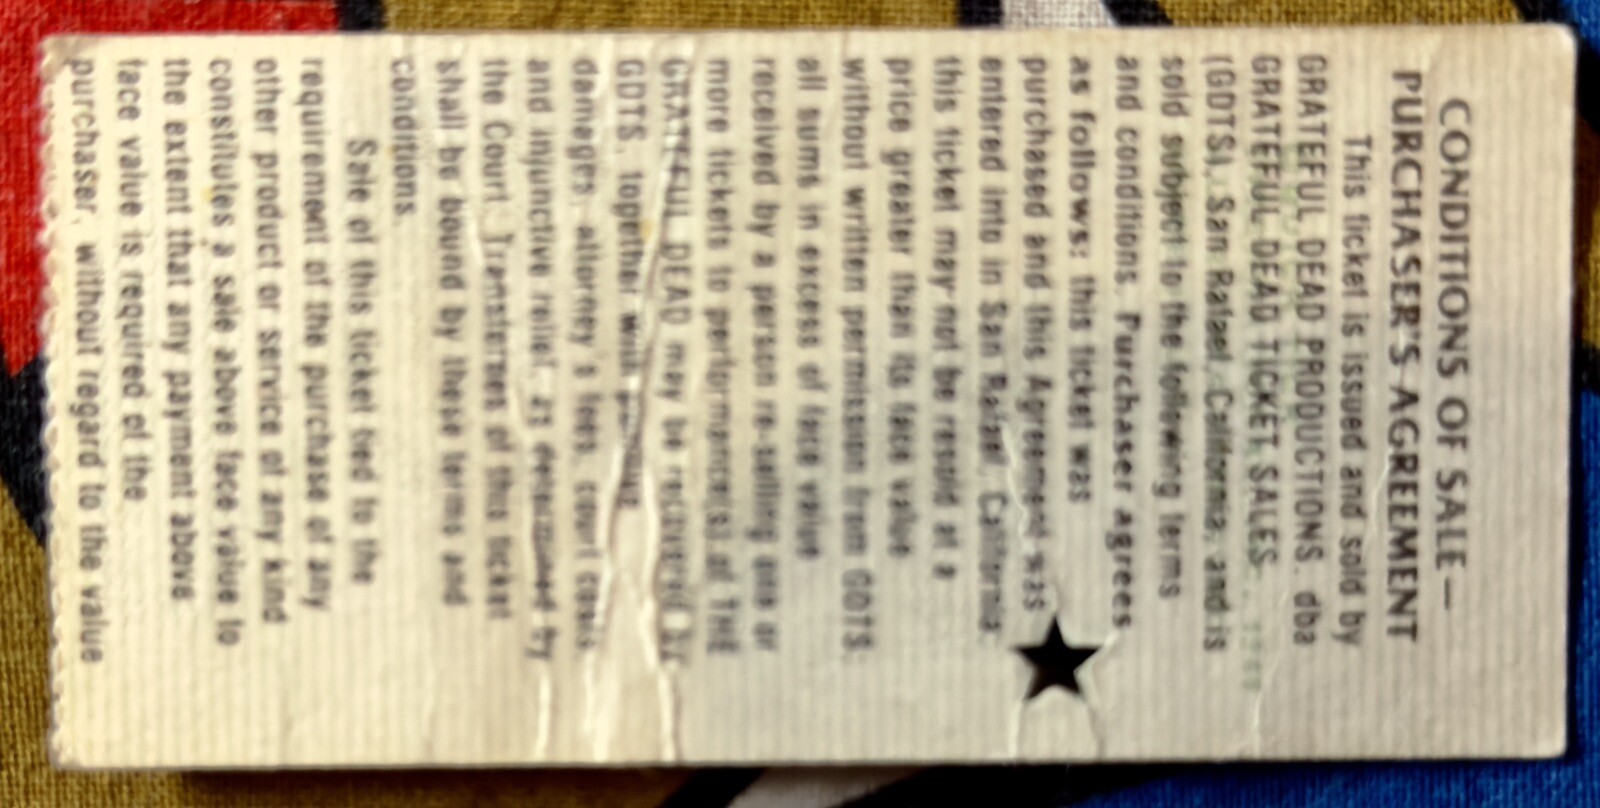 CONDITIONS OF SALE—
PURCHASER'S AGREEMENT
This ticket is issued and sold by
GRATEFUL DEAD PRODUCTIONS, dba
GRATEFUL DEAD TICKET SALES
(GDTS), San Rafael, California, and is
sold subject to the following terms
and conditions. Purchaser agrees
as follows: this ticket was
purchased and this Agreement was
entered into in San Rafael, California;
this ticket may not be resold at a
price greater than its face value
without written permission from GDTS;
all sums in excess of face value
received by a person re-selling one or
more tickets to performance(s) of THE
GRATEFUL DEAD may be recovered by
GDTS, together with
damages, attorney's fees, court costs
and injunctive relief, as determined by
the Court. Transferees of this ticket
shall be bound by these terms and
conditions.
Sale of this ticket tied to the
requirement of the purchase of any
other product or service of any kind
constitutes a sale above face value to
the extent that any payment above
face value is required of the
purchaser, without regard to the value